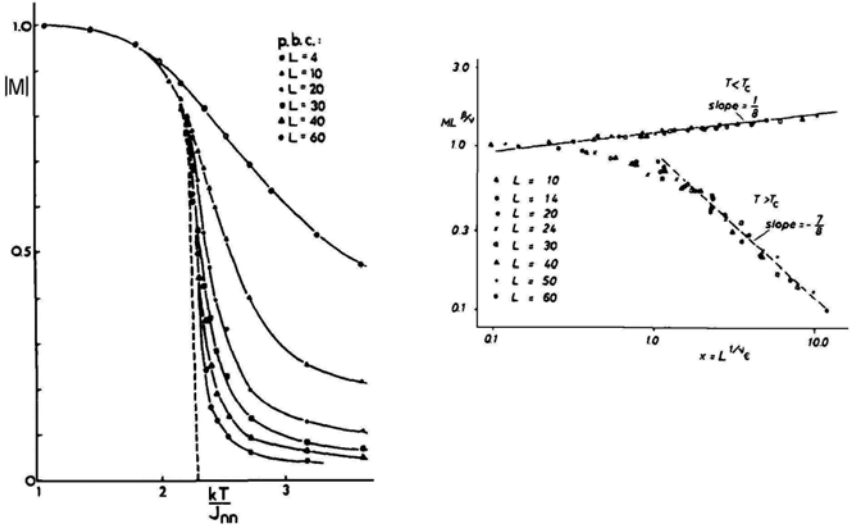 1.0
|M|
0.5
0
1
2
3
kT
J_nn
p.b.c.:
● L=4
▲ L=10
• L=20
● L=30
▲ L=40
● L=60
3.0
ML^β/ν
1.0
0.3
0.1
T<Tc
slope = 1/8
T>Tc
slope = -7/8
▲ L = 10
● L = 14
● L = 20
× L = 24
□ L = 30
▲ L = 40
+ L = 50
● L = 60
0.1
1.0
10.0
x = L^1/ν ε